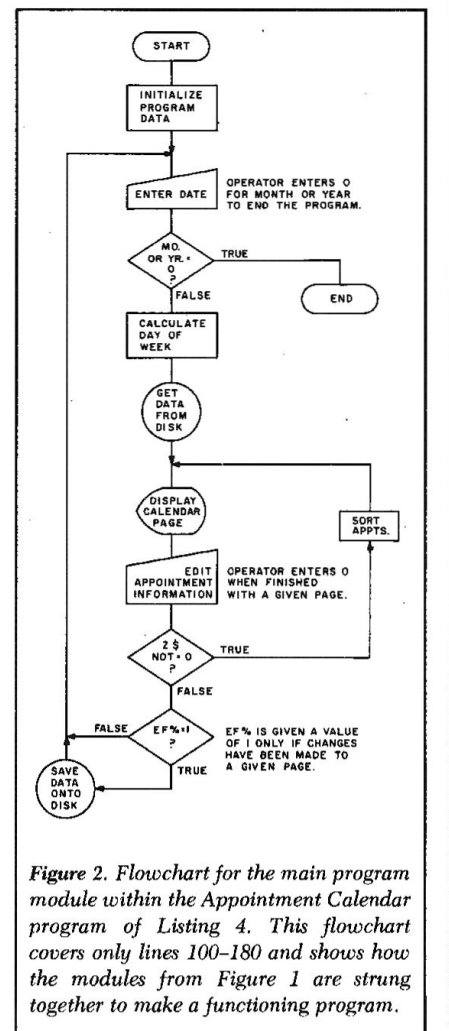 START
INITIALIZE
PROGRAM
DATA
ENTER DATE
OPERATOR ENTERS 0
FOR MONTH OR YEAR
TO END THE PROGRAM.
MO.
OR YR.=
0
?
TRUE
FALSE
END
CALCULATE
DAY OF
WEEK
GET
DATA
FROM
DISK
DISPLAY
CALENDAR
PAGE
SORT
APPTS.
EDIT
APPOINTMENT
INFORMATION
OPERATOR ENTERS 0
WHEN FINISHED
WITH A GIVEN PAGE.
2$
NOT=0
?
TRUE
FALSE
FALSE
EF%=1
?
TRUE
EF% IS GIVEN A VALUE
OF 1 ONLY IF CHANGES
HAVE BEEN MADE TO
A GIVEN PAGE.
SAVE
DATA
ONTO
DISK
Figure 2. Flowchart for the main program
module within the Appointment Calendar
program of Listing 4. This flowchart
covers only lines 100–180 and shows how
the modules from Figure 1 are strung
together to make a functioning program.